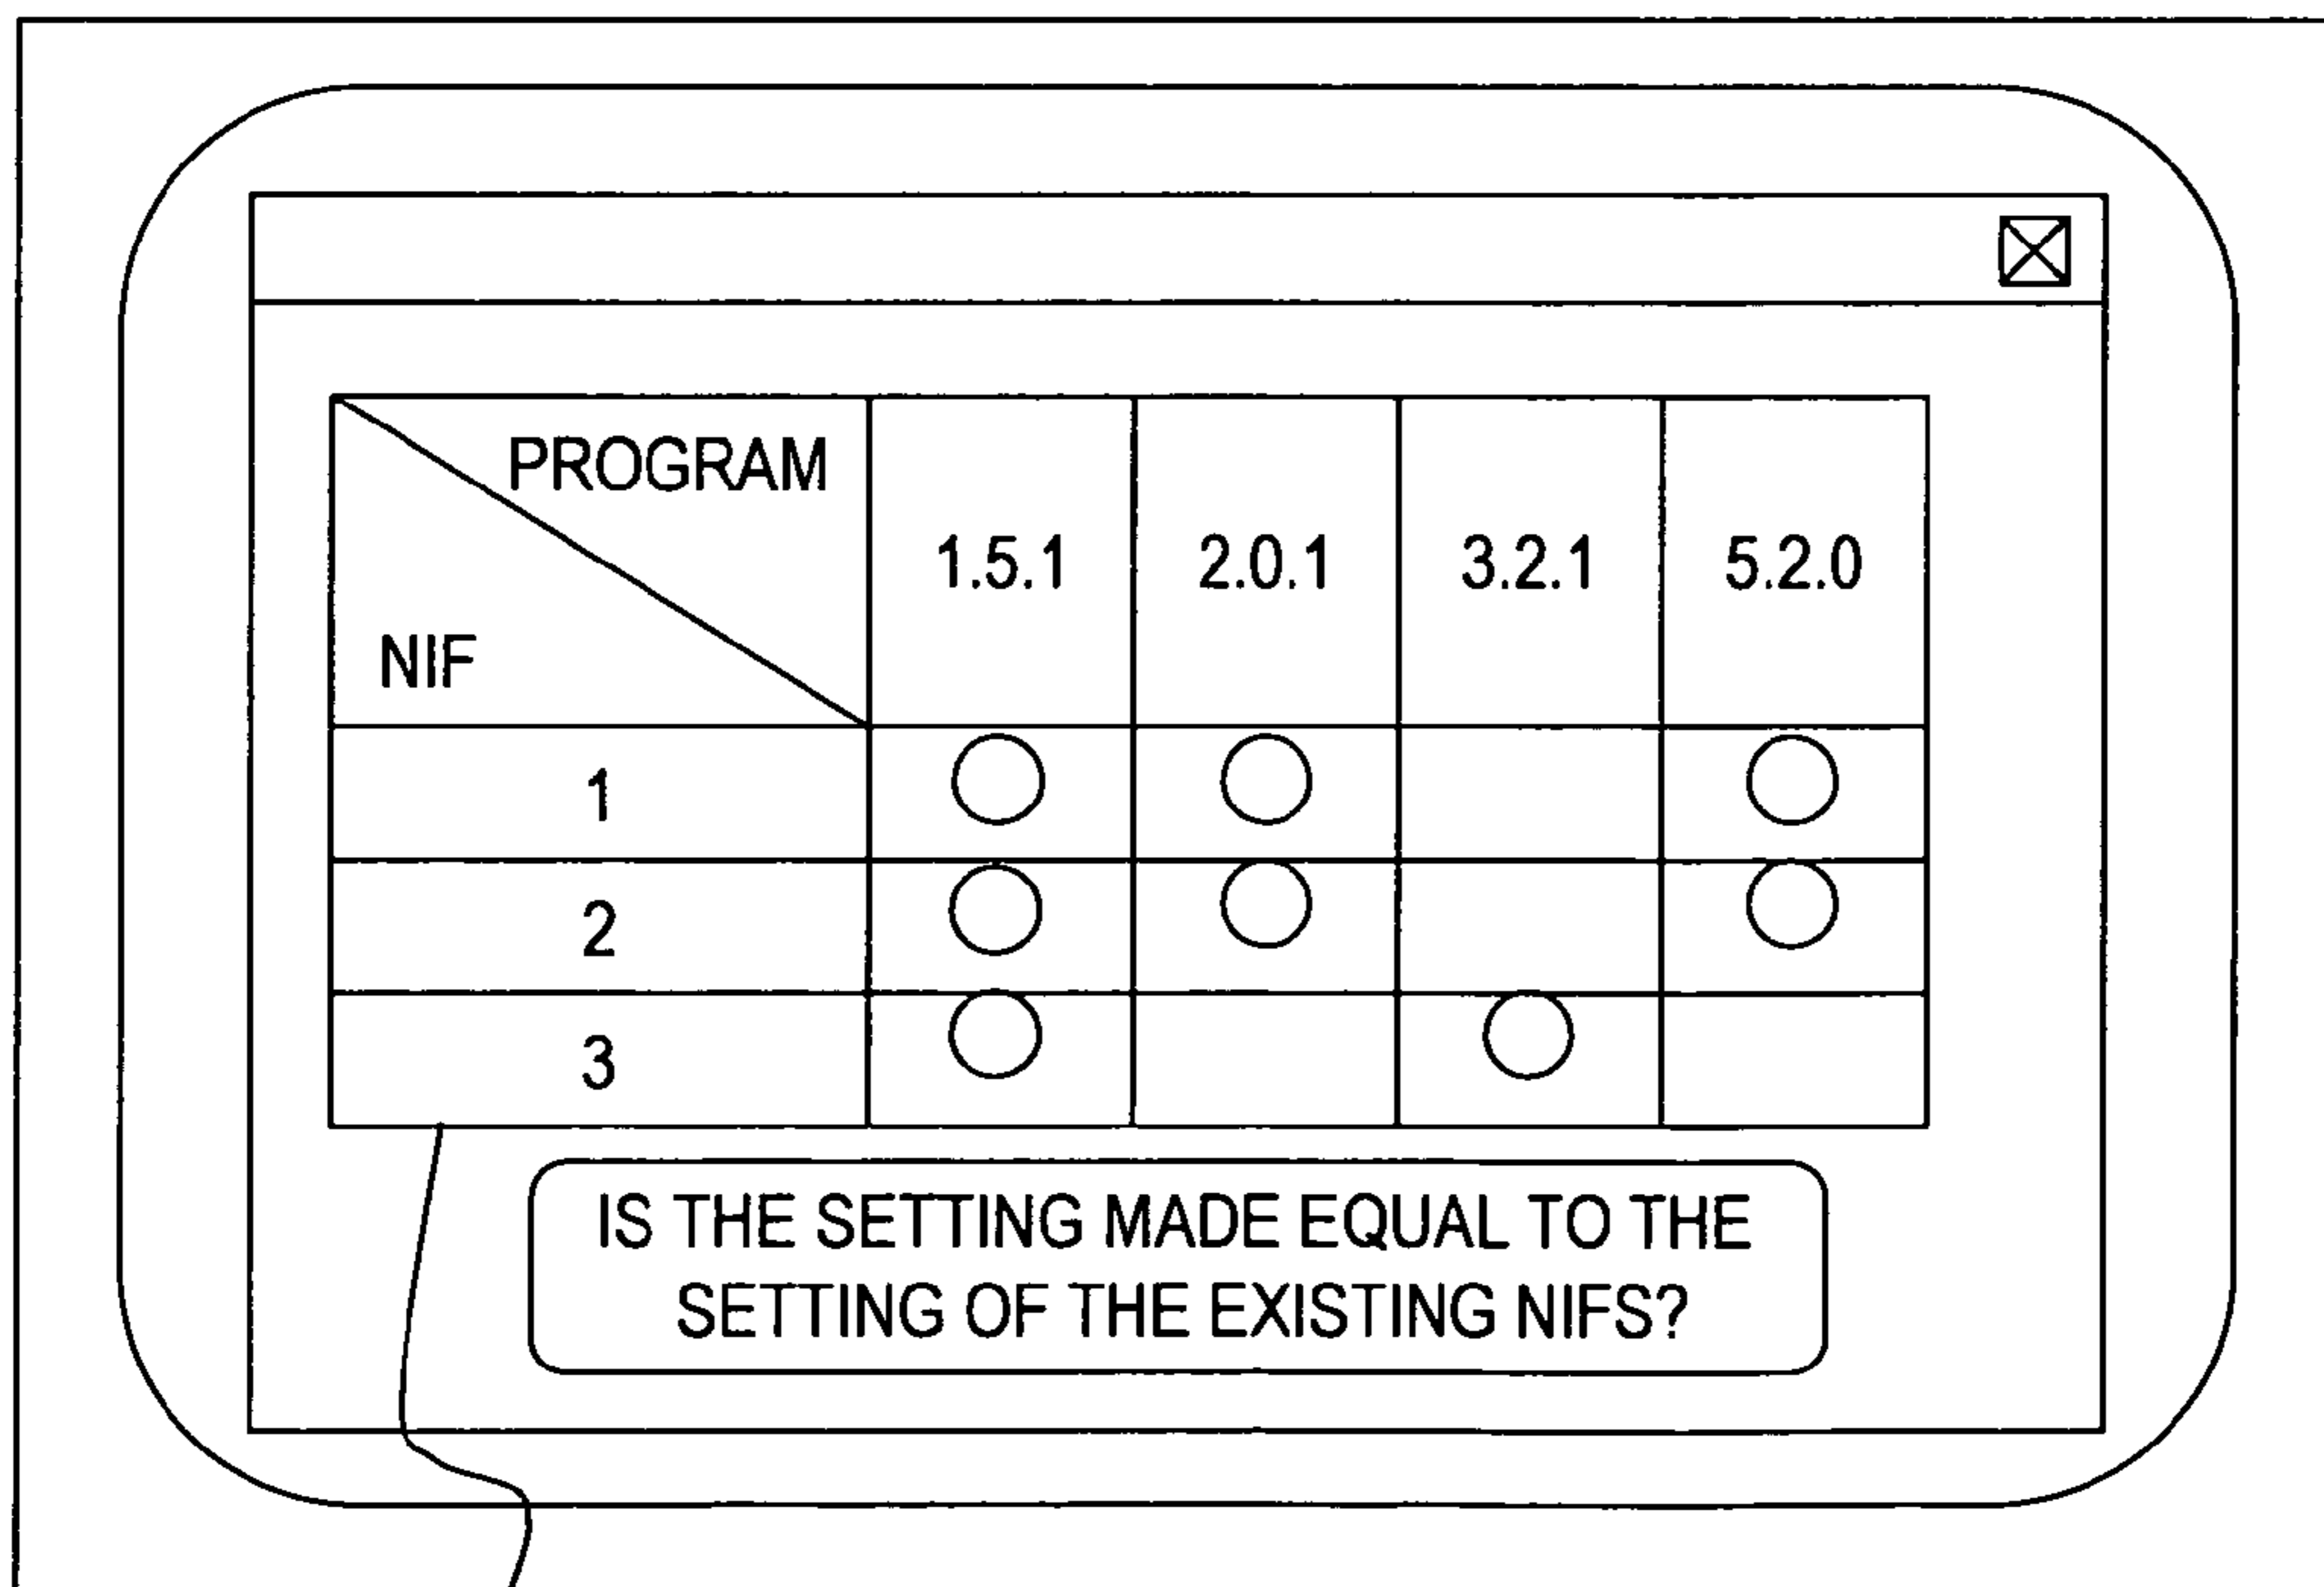 PROGRAM
NIF
1.5.1 2.0.1 3.2.1 5.2.0
1
2
3
IS THE SETTING MADE EQUAL TO THE
SETTING OF THE EXISTING NIFS?